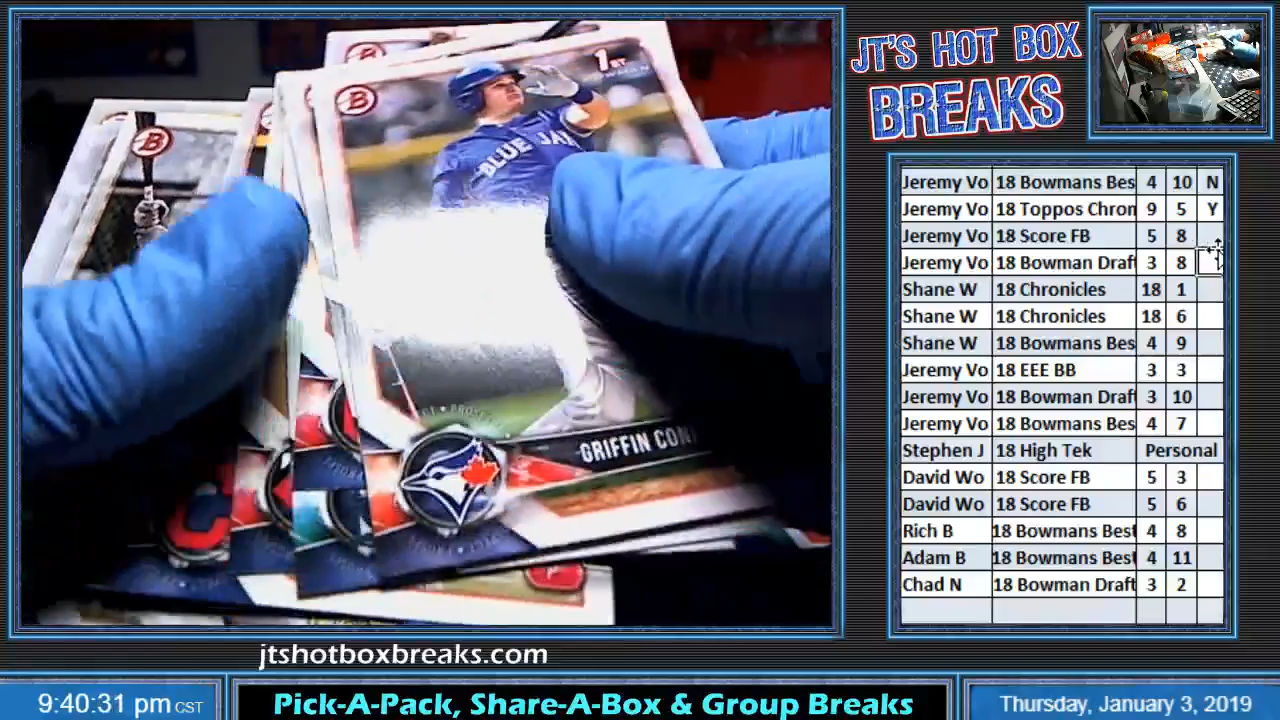 JT'S HOT BOX
BREAKS
1ST
BLUE JA
GRIFFIN CON
Jeremy Vo 18 Bowmans Bes 4 10 N
Jeremy Vo 18 Toppos Chron 9 5 Y
Jeremy Vo 18 Score FB 5 8
Jeremy Vo 18 Bowman Draft 3 8
Shane W 18 Chronicles 18 1
Shane W 18 Chronicles 18 6
Shane W 18 Bowmans Bes 4 9
Jeremy Vo 18 EEE BB 3 3
Jeremy Vo 18 Bowman Draft 3 10
Jeremy Vo 18 Bowmans Bes 4 7
Stephen J 18 High Tek Personal
David Wo 18 Score FB 5 3
David Wo 18 Score FB 5 6
Rich B 18 Bowmans Best 4 8
Adam B 18 Bowmans Best 4 11
Chad N 18 Bowman Draft 3 2
jtshotboxbreaks.com
9:40:31 pm CST
Pick-A-Pack, Share-A-Box & Group Breaks
Thursday, January 3, 2019